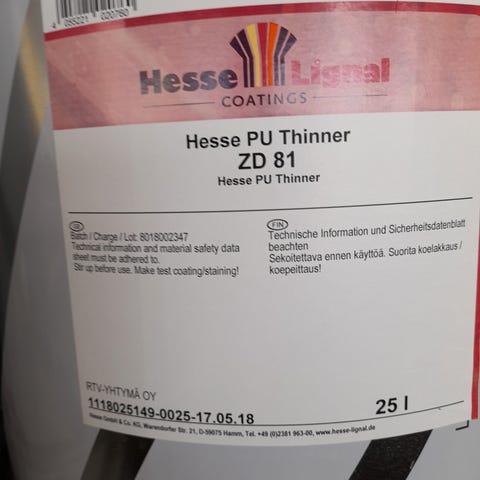 4 055221 020760
Hesse Lignal
COATINGS
Hesse PU Thinner
ZD 81
Hesse PU Thinner
GB
Batch / Charge / Lot: 8018002347
Technical information and material safety data
sheet must be adhered to.
Stir up before use. Make test coating/staining!
FIN
Technische Information und Sicherheitsdatenblatt
beachten
Sekoitettava ennen käyttöä. Suorita koelakkaus /
koepeittaus!
RTV-YHTYMÄ OY
1118025149-0025-17.05.18
25 l
Hesse GmbH & Co. KG, Warendorfer Str. 21, D-59075 Hamm, Tel. +49 (0)2381 963-00, www.hesse-lignal.de